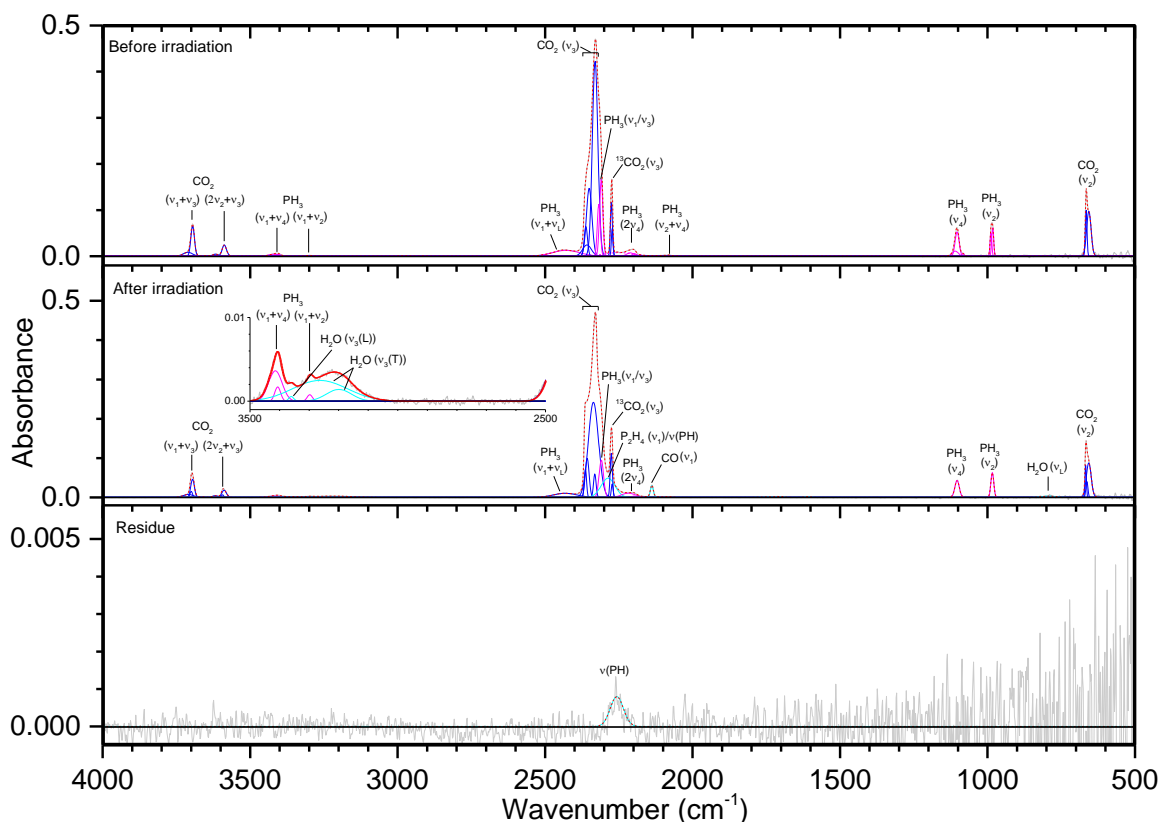 0.5
Before irradiation
CO₂ (ν₃)
PH₃(ν₁/ν₃)
¹³CO₂(ν₃)
CO₂
(ν₁+ν₃) (2ν₂+ν₃)
PH₃
(ν₁+ν₄) (ν₁+ν₂)
PH₃
(ν₁+ν_L)
PH₃
(2ν₄)
PH₃
(ν₂+ν₄)
PH₃
(ν₄)
PH₃
(ν₂)
CO₂
(ν₂)
0.0
After irradiation
0.5
CO₂ (ν₃)
PH₃
(ν₁+ν₄) (ν₁+ν₂)
0.01
H₂O (ν₃(L))
H₂O (ν₃(T))
0.00
3500
2500
PH₃(ν₁/ν₃)
¹³CO₂(ν₃)
P₂H₄ (ν₁)/ν(PH)
CO₂
(ν₁+ν₃) (2ν₂+ν₃)
PH₃
(ν₁+ν_L)
PH₃
(2ν₄)
CO(ν₁)
PH₃
(ν₄)
PH₃
(ν₂)
H₂O(ν_L)
CO₂
(ν₂)
0.0
Absorbance
Residue
0.005
ν(PH)
0.000
4000 3500 3000 2500 2000 1500 1000 500
Wavenumber (cm⁻¹)